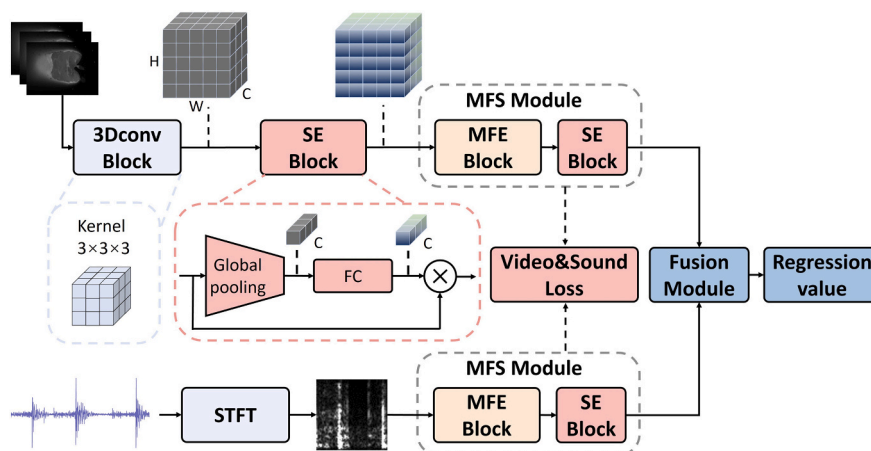 H
W
C
MFS Module
3Dconv
Block
SE
Block
MFE
Block
SE
Block
Kernel
3×3×3
Global
pooling
C
FC
C
Video&Sound
Loss
Fusion
Module
Regression
value
MFS Module
STFT
MFE
Block
SE
Block